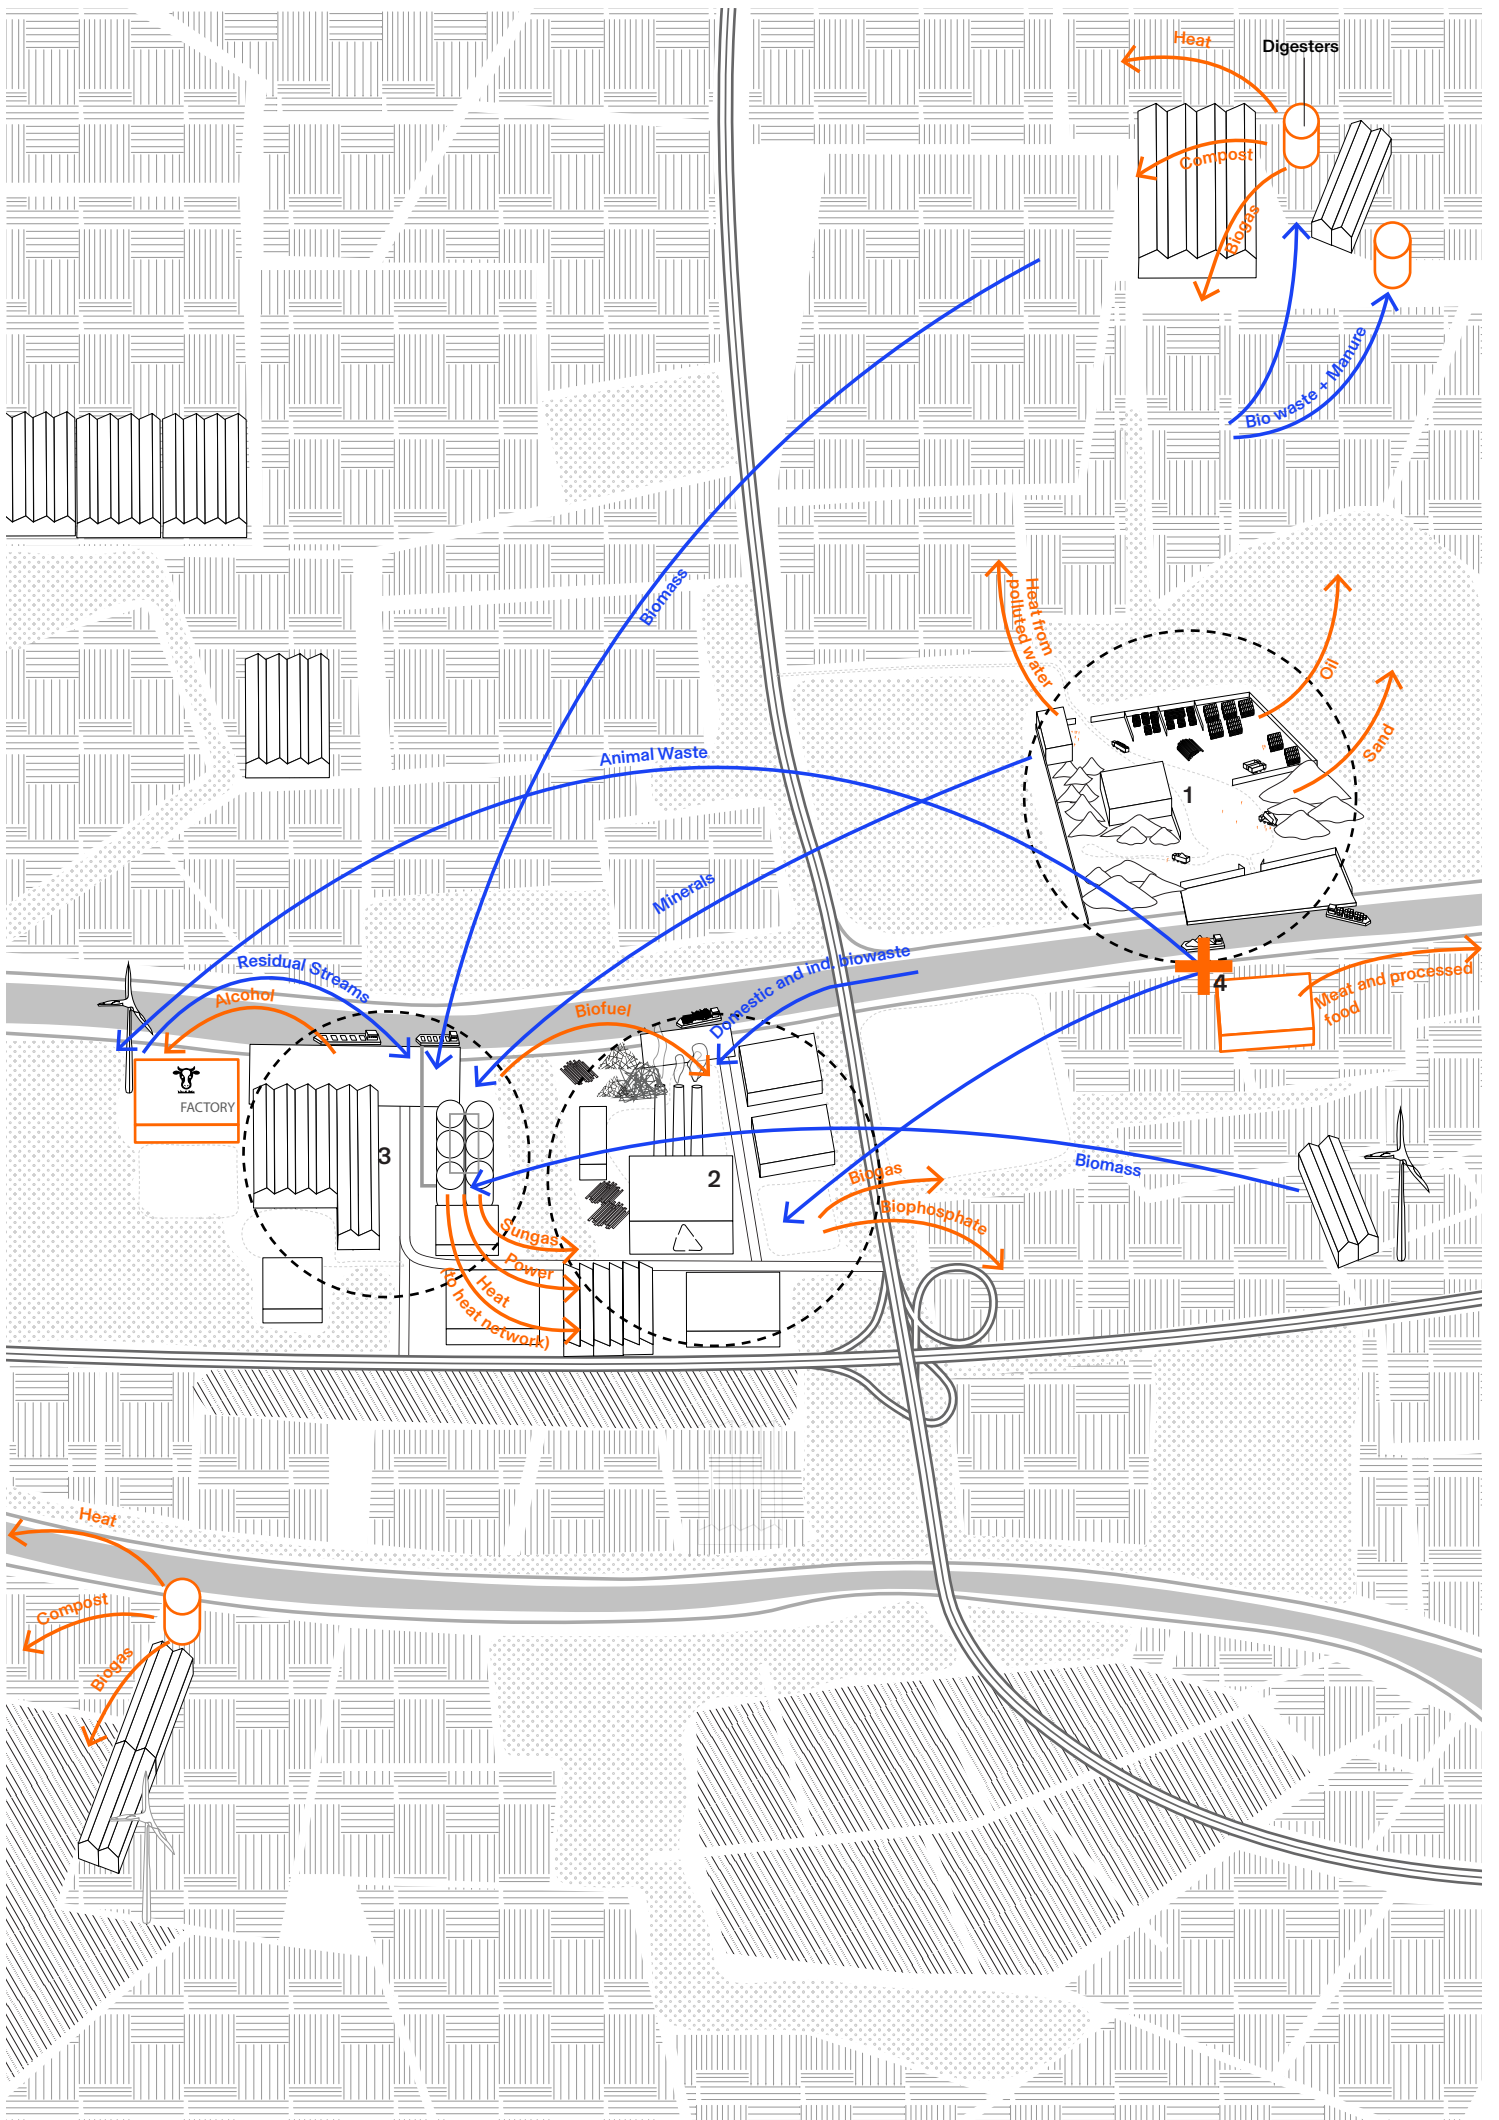 Heat
Digesters
Compost
Biogas
Bio waste + Manure
Biomass
Heat from
polluted water
Oil
Sand
Animal Waste
1
Minerals
Residual Streams
Alcohol
Domestic and ind. biowaste
Biofuel
4
Meat and processed
food
FACTORY
3
2
Biomass
Biogas
Biophosphate
Sungas
Power
Heat
(to heat network)
Heat
Compost
Biogas